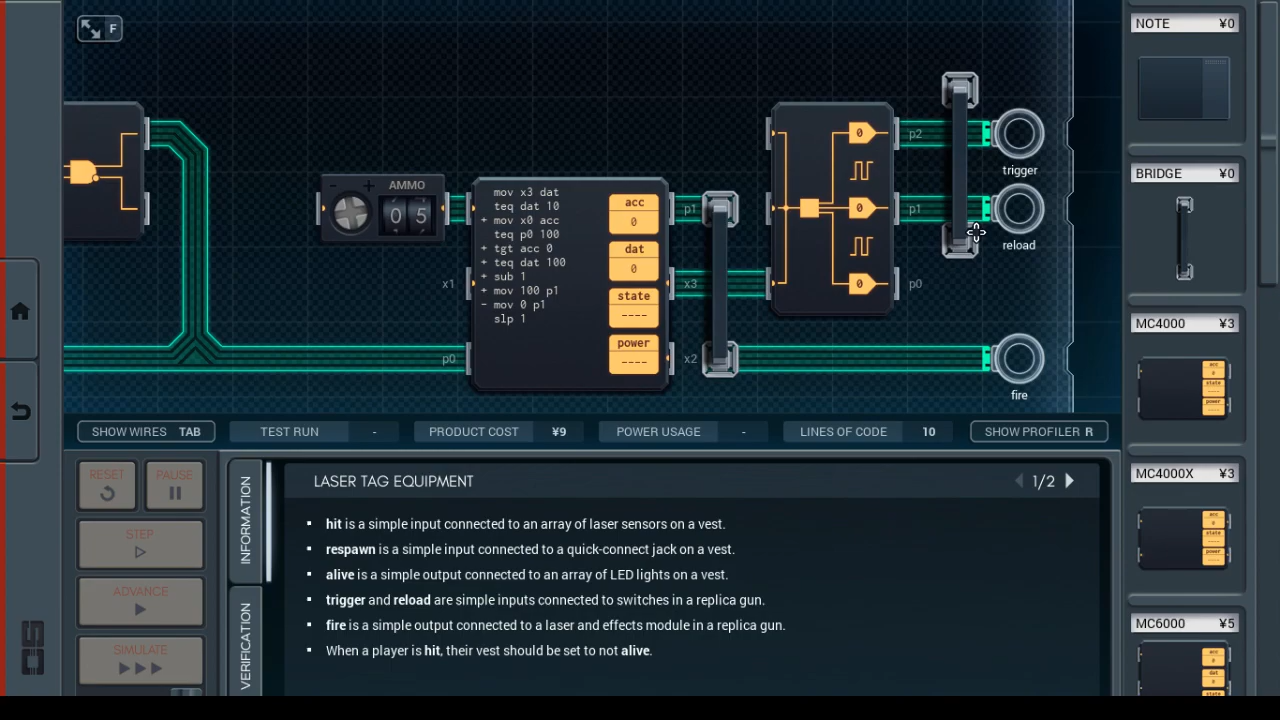 F
NOTE ¥0
BRIDGE ¥0
MC4000 ¥3
acc
0
state
----
power
----
MC4000X ¥3
acc
0
state
----
power
----
MC6000 ¥5
acc
0
dat
0
state
AMMO
- +
0 5
mov x3 dat
teq dat 10
+ mov x0 acc
teq p0 100
+ tgt acc 0
+ teq dat 100
+ sub 1
+ mov 100 p1
- mov 0 p1
slp 1
acc
0
dat
0
state
----
power
----
x1
p0
p1
x3
x2
0
0
0
p2
p1
p0
trigger
reload
fire
SHOW WIRES TAB
TEST RUN -
PRODUCT COST ¥9
POWER USAGE -
LINES OF CODE 10
SHOW PROFILER R
RESET
PAUSE
STEP
ADVANCE
SIMULATE
INFORMATION
VERIFICATION
LASER TAG EQUIPMENT
1/2
▪ hit is a simple input connected to an array of laser sensors on a vest.
▪ respawn is a simple input connected to a quick-connect jack on a vest.
▪ alive is a simple output connected to an array of LED lights on a vest.
▪ trigger and reload are simple inputs connected to switches in a replica gun.
▪ fire is a simple output connected to a laser and effects module in a replica gun.
▪ When a player is hit, their vest should be set to not alive.